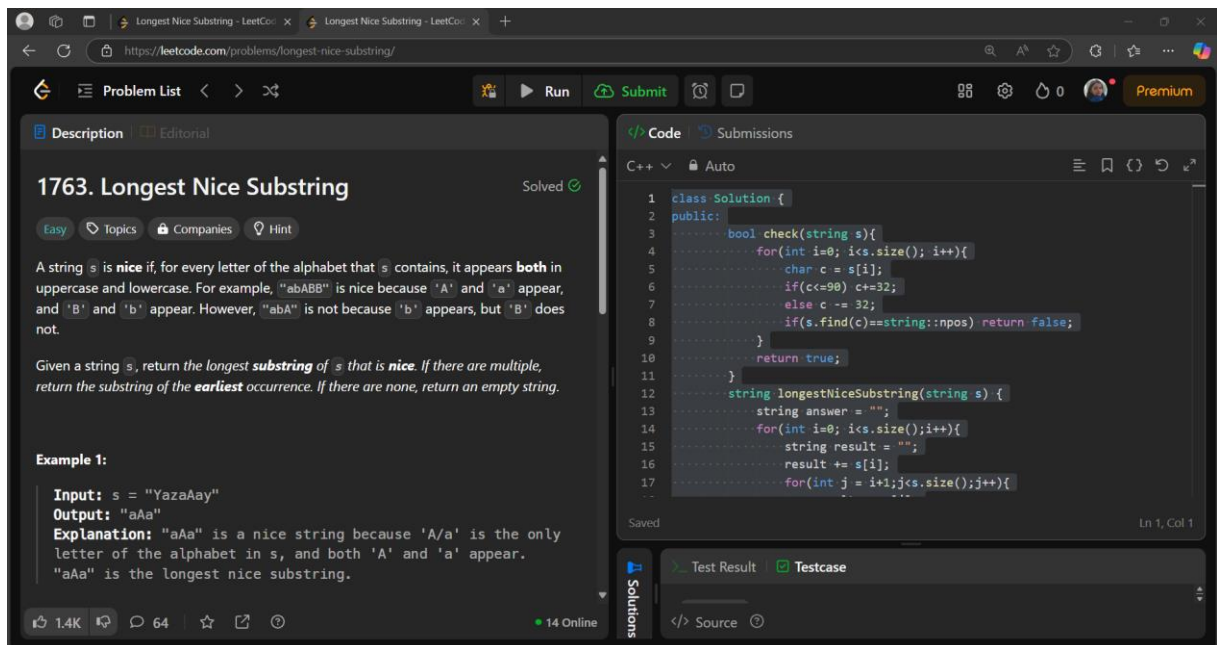 Longest Nice Substring - LeetCod
Longest Nice Substring - LeetCod
https://leetcode.com/problems/longest-nice-substring/
Problem List
Run
Submit
0
Premium
Description
Editorial
1763. Longest Nice Substring
Solved
Easy
Topics
Companies
Hint
A string s is nice if, for every letter of the alphabet that s contains, it appears both in
uppercase and lowercase. For example, "abABB" is nice because 'A' and 'a' appear,
and 'B' and 'b' appear. However, "abA" is not because 'b' appears, but 'B' does
not.
Given a string s, return the longest substring of s that is nice. If there are multiple,
return the substring of the earliest occurrence. If there are none, return an empty string.
Example 1:
Input: s = "YazaAay"
Output: "aAa"
Explanation: "aAa" is a nice string because 'A/a' is the only
letter of the alphabet in s, and both 'A' and 'a' appear.
"aAa" is the longest nice substring.
1.4K
64
14 Online
</> Code
Submissions
C++
Auto
1 class Solution {
2 public:
3 bool check(string s){
4 for(int i=0; i<s.size(); i++){
5 char c = s[i];
6 if(c<=90) c+=32;
7 else c -= 32;
8 if(s.find(c)==string::npos) return false;
9 }
10 return true;
11 }
12 string longestNiceSubstring(string s) {
13 string answer = "";
14 for(int i=0; i<s.size();i++){
15 string result = "";
16 result += s[i];
17 for(int j = i+1;j<s.size();j++){
Saved
Ln 1, Col 1
Solutions
Test Result
Testcase
</> Source